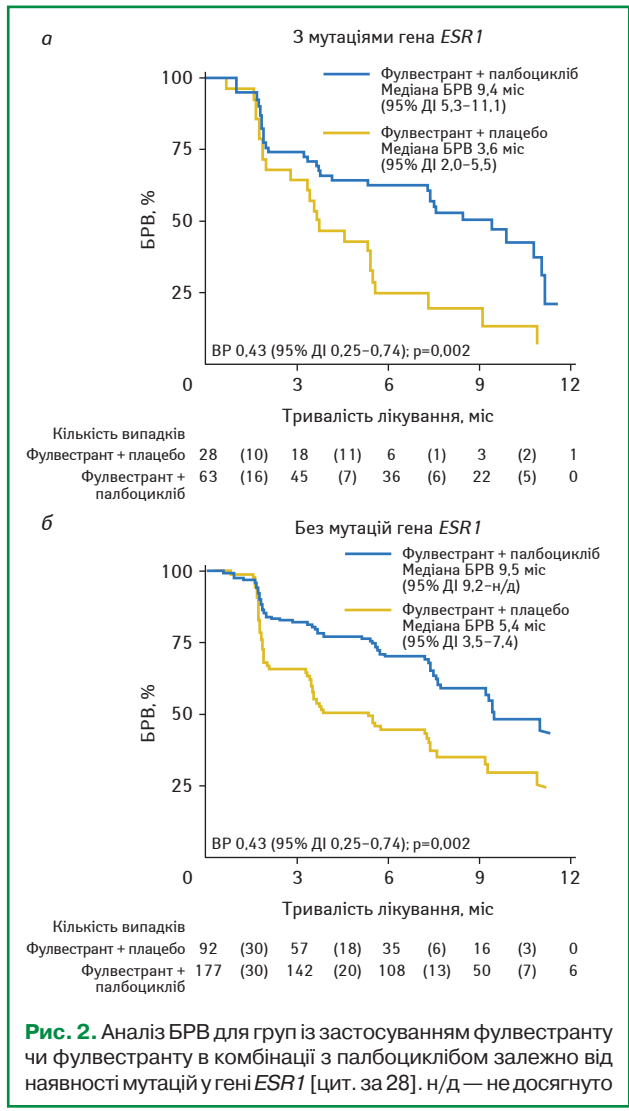 а
З мутаціями гена ESR1
100
75
50
25
БРВ, %
Фулвестрант + палбоцикліб
Медіана БРВ 9,4 міс
(95% ДІ 5,3–11,1)
Фулвестрант + плацебо
Медіана БРВ 3,6 міс
(95% ДІ 2,0–5,5)
ВР 0,43 (95% ДІ 0,25–0,74); p=0,002
0 3 6 9 12
Тривалість лікування, міс
Кількість випадків
Фулвестрант + плацебо 28 (10) 18 (11) 6 (1) 3 (2) 1
Фулвестрант + 63 (16) 45 (7) 36 (6) 22 (5) 0
палбоцикліб
б
Без мутацій гена ESR1
100
75
50
25
БРВ, %
Фулвестрант + палбоцикліб
Медіана БРВ 9,5 міс
(95% ДІ 9,2–н/д)
Фулвестрант + плацебо
Медіана БРВ 5,4 міс
(95% ДІ 3,5–7,4)
ВР 0,43 (95% ДІ 0,25–0,74); p=0,002
0 3 6 9 12
Тривалість лікування, міс
Кількість випадків
Фулвестрант + плацебо 92 (30) 57 (18) 35 (6) 16 (3) 0
Фулвестрант + 177 (30) 142 (20) 108 (13) 50 (7) 6
палбоцикліб
Рис. 2. Аналіз БРВ для груп із застосуванням фулвестранту
чи фулвестранту в комбінації з палбоциклібом залежно від
наявності мутацій у гені ESR1 [цит. за 28]. н/д — не досягнуто